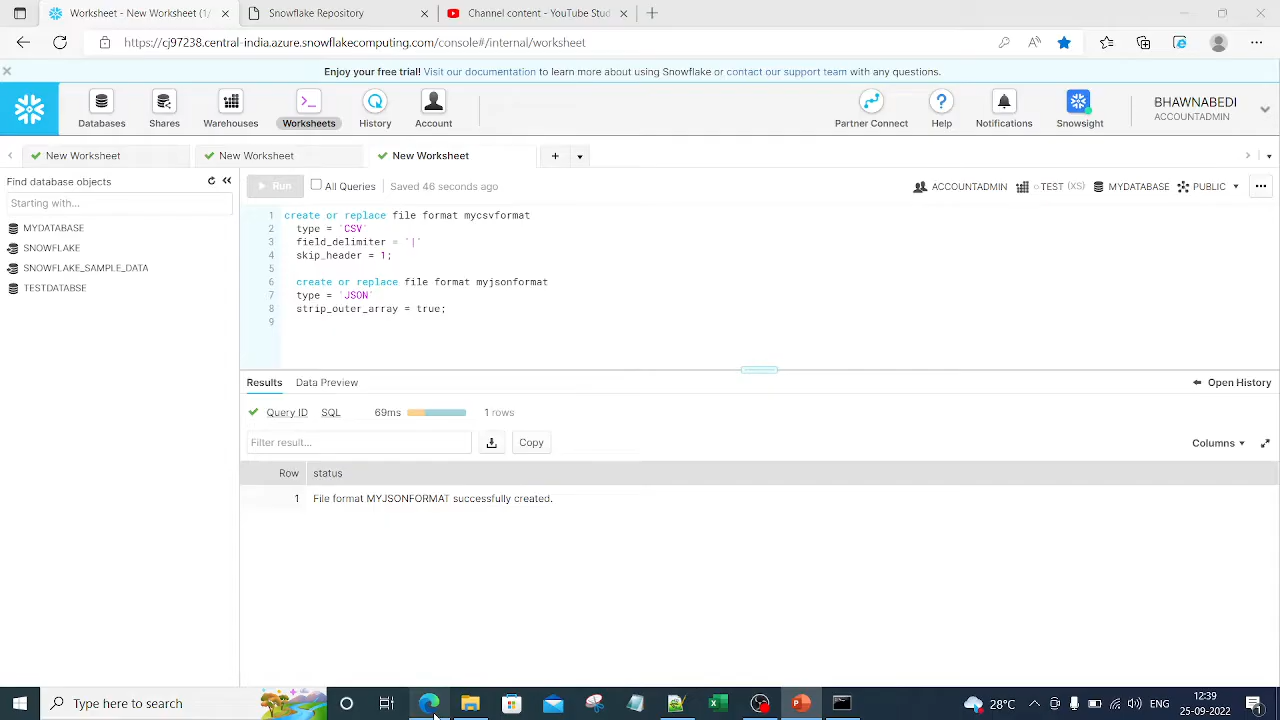 Worksheet - New Worksheet (1/
Snowflake Repository
Channel content - YouTube Stud
https://cj97238.central-india.azure.snowflakecomputing.com/console#/internal/worksheet
Enjoy your free trial! Visit our documentation to learn more about using Snowflake or contact our support team with any questions.
Databases
Shares
Warehouses
Worksheets
History
Account
Partner Connect
Help
Notifications
Snowsight
BHAWNABEDI
ACCOUNTADMIN
New Worksheet
New Worksheet
New Worksheet
Find database objects
Starting with...
MYDATABASE
SNOWFLAKE
SNOWFLAKE_SAMPLE_DATA
TESTDATABSE
Run
All Queries
Saved 46 seconds ago
ACCOUNTADMIN
TEST (XS)
MYDATABASE
PUBLIC
1 create or replace file format mycsvformat
2 type = 'CSV'
3 field_delimiter = '|'
4 skip_header = 1;
5
6 create or replace file format myjsonformat
7 type = 'JSON'
8 strip_outer_array = true;
9
Results
Data Preview
Open History
Query ID
SQL
69ms
1 rows
Filter result...
Copy
Columns
Row
status
1
File format MYJSONFORMAT successfully created.
Type here to search
29°C
ENG
12:39
25-09-2022